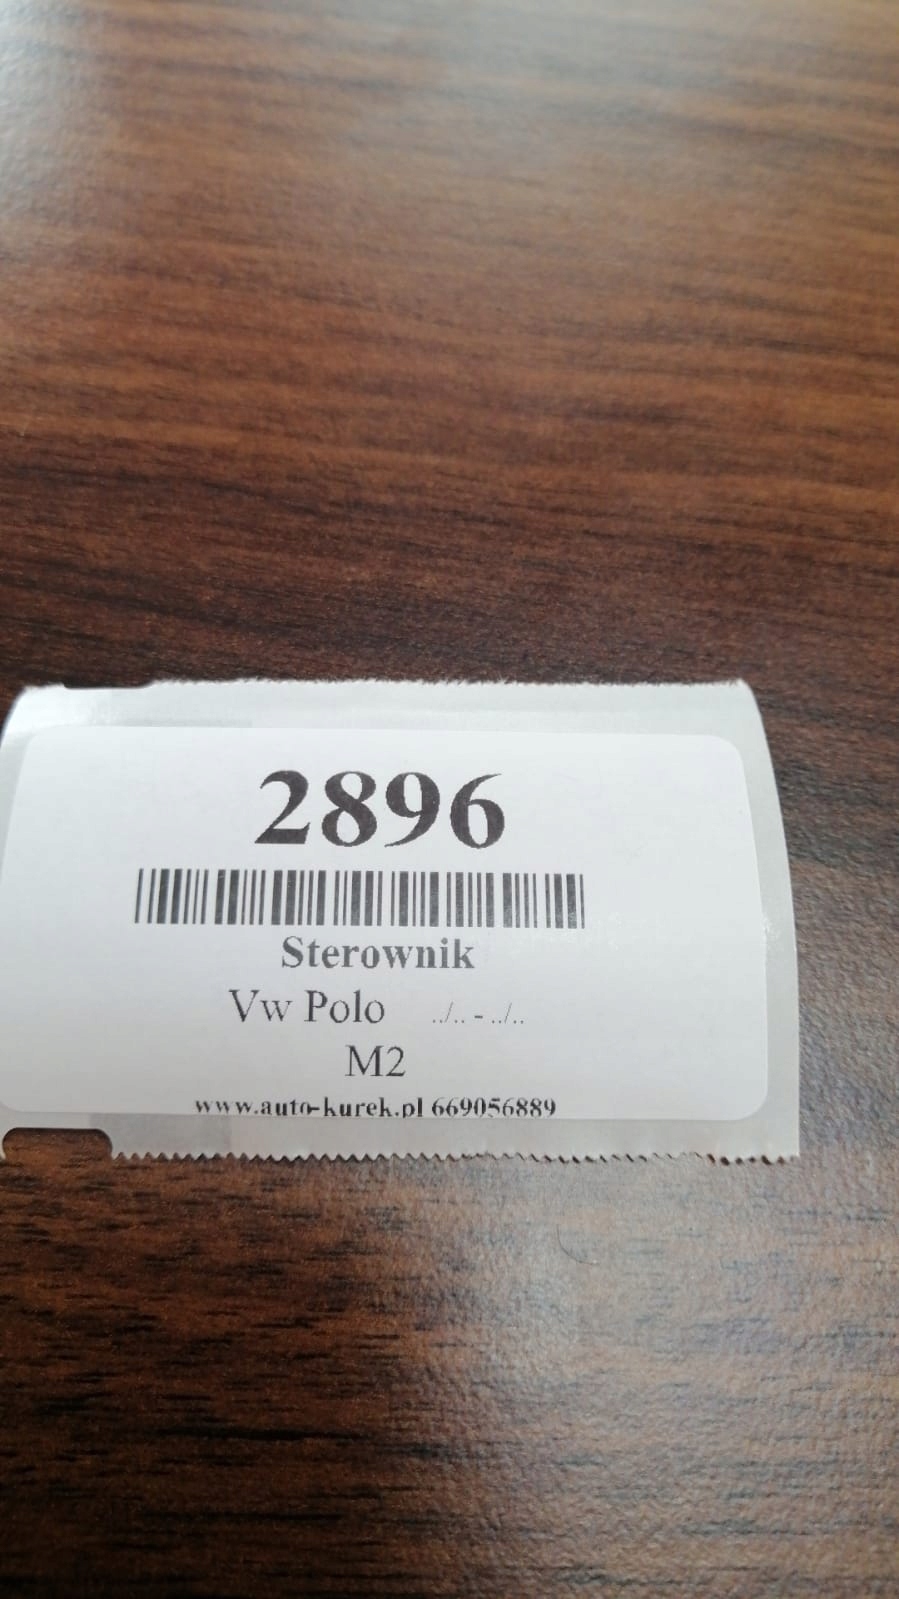 2896
Sterownik
Vw Polo ../.. - ../..
M2
www.auto-kurek.pl 669056889